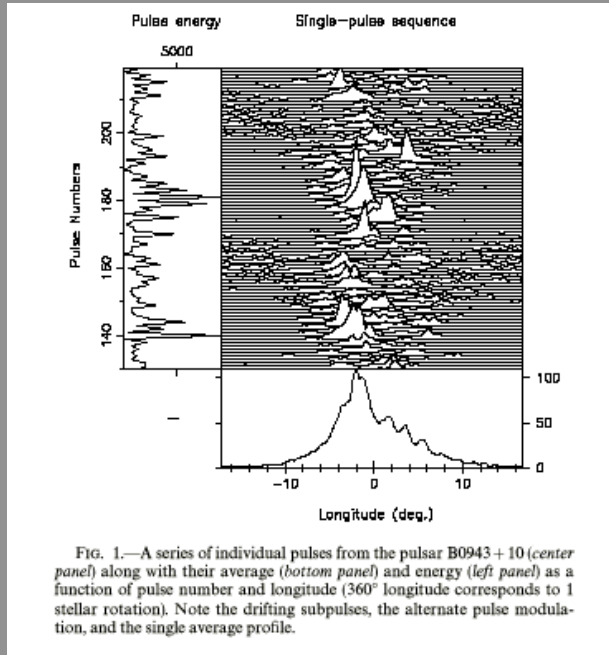 Pulse energy
Single-pulse sequence
5000
200
180
160
140
Pulse Numbers
100
50
0
-10 0 10
Longitude (deg.)
FIG. 1.—A series of individual pulses from the pulsar B0943 + 10 (center
panel) along with their average (bottom panel) and energy (left panel) as a
function of pulse number and longitude (360° longitude corresponds to 1
stellar rotation). Note the drifting subpulses, the alternate pulse modula-
tion, and the single average profile.